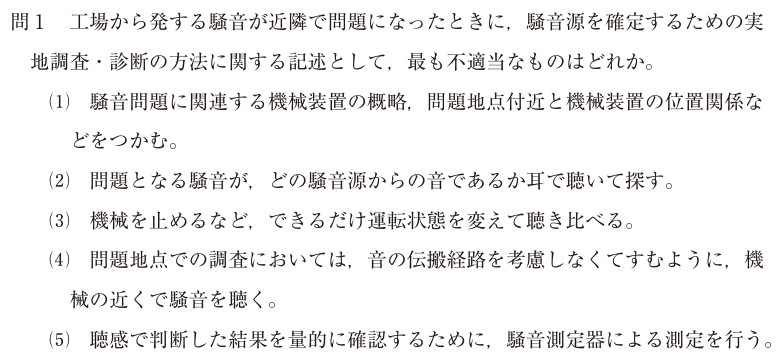 問１　工場から発する騒音が近隣で問題になったときに，騒音源を確定するための実
地調査・診断の方法に関する記述として，最も不適当なものはどれか。
⑴　騒音問題に関連する機械装置の概略，問題地点付近と機械装置の位置関係な
どをつかむ。
⑵　問題となる騒音が，どの騒音源からの音であるか耳で聴いて探す。
⑶　機械を止めるなど，できるだけ運転状態を変えて聴き比べる。
⑷　問題地点での調査においては，音の伝搬経路を考慮しなくてすむように，機
械の近くで騒音を聴く。
⑸　聴感で判断した結果を量的に確認するために，騒音測定器による測定を行う。